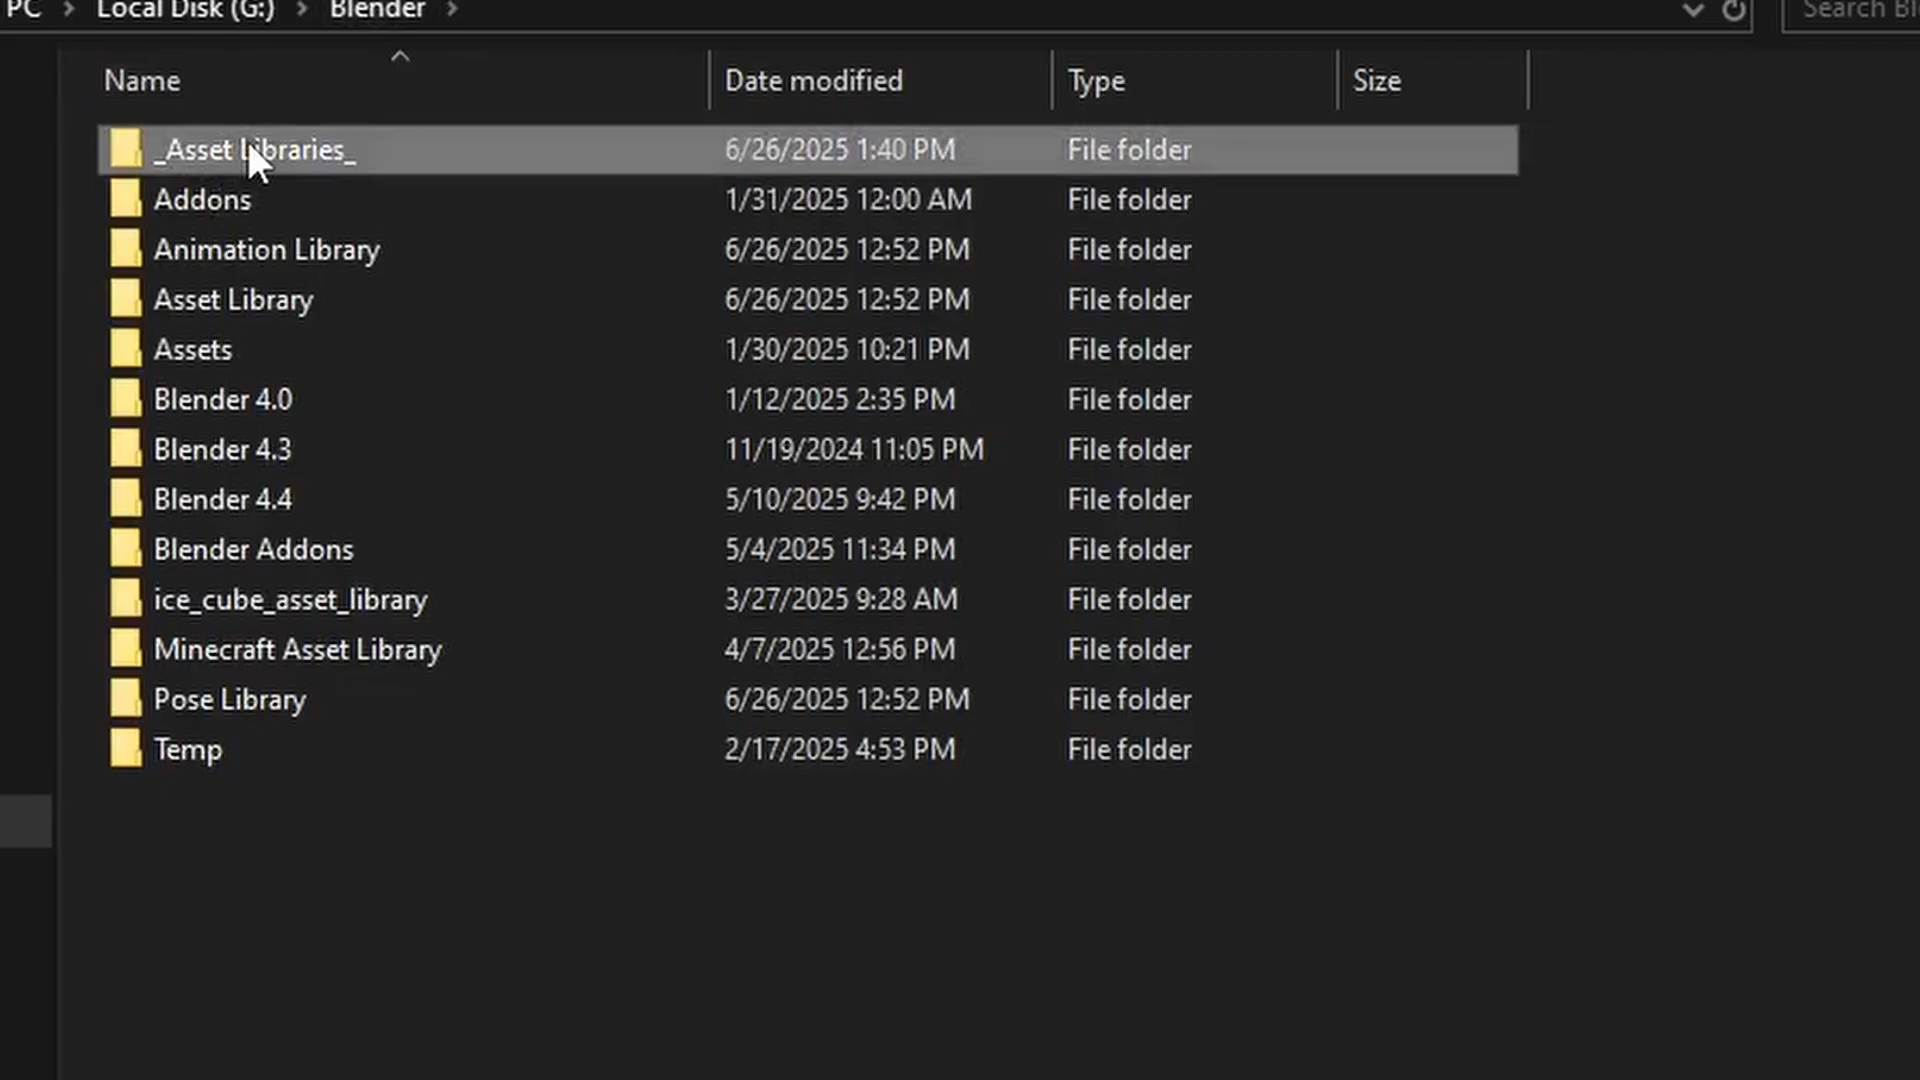 PC > Local Disk (G:) > Blender >
Name Date modified Type Size
_Asset Libraries_ 6/26/2025 1:40 PM File folder
Addons 1/31/2025 12:00 AM File folder
Animation Library 6/26/2025 12:52 PM File folder
Asset Library 6/26/2025 12:52 PM File folder
Assets 1/30/2025 10:21 PM File folder
Blender 4.0 1/12/2025 2:35 PM File folder
Blender 4.3 11/19/2024 11:05 PM File folder
Blender 4.4 5/10/2025 9:42 PM File folder
Blender Addons 5/4/2025 11:34 PM File folder
ice_cube_asset_library 3/27/2025 9:28 AM File folder
Minecraft Asset Library 4/7/2025 12:56 PM File folder
Pose Library 6/26/2025 12:52 PM File folder
Temp 2/17/2025 4:53 PM File folder